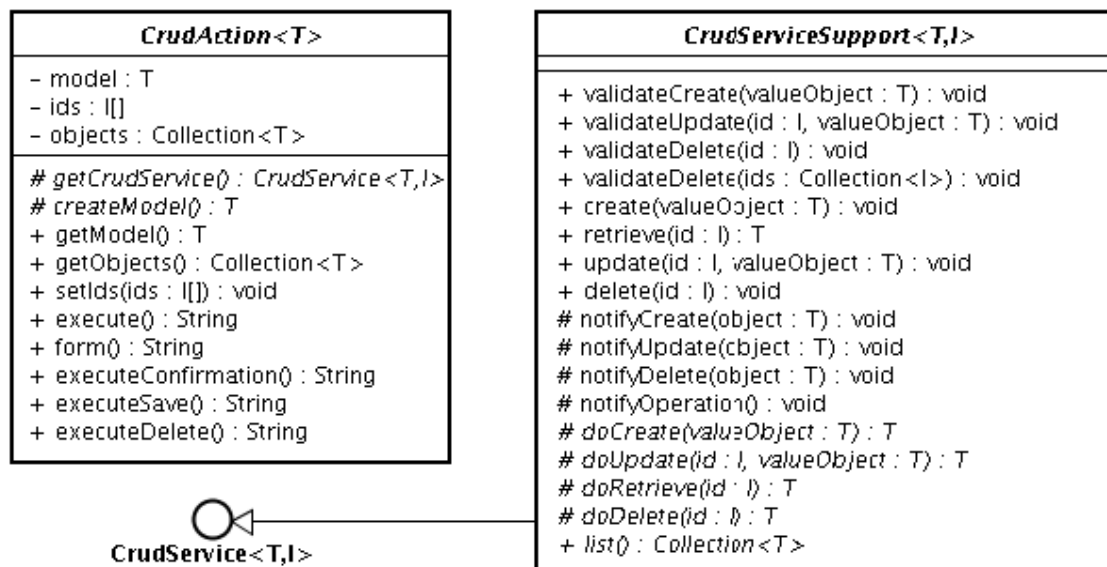 CrudAction<T>
– model : T
– ids : I[]
– objects : Collection<T>
# getCrudService() : CrudService<T,I>
# createModel() : T
+ getModel() : T
+ getObjects() : Collection<T>
+ setIds(ids : I[]) : void
+ execute() : String
+ form() : String
+ executeConfirmation() : String
+ executeSave() : String
+ executeDelete() : String
CrudService<T,I>
CrudServiceSupport<T,I>
+ validateCreate(valueObject : T) : void
+ validateUpdate(id : I, valueObject : T) : void
+ validateDelete(id : I) : void
+ validateDelete(ids : Collection<I>) : void
+ create(valueObject : T) : void
+ retrieve(id : I) : T
+ update(id : I, valueObject : T) : void
+ delete(id : I) : void
# notifyCreate(object : T) : void
# notifyUpdate(object : T) : void
# notifyDelete(object : T) : void
# notifyOperation() : void
# doCreate(valueObject : T) : T
# doUpdate(id : I, valueObject : T) : T
# doRetrieve(id : I) : T
# doDelete(id : I) : T
+ list() : Collection<T>